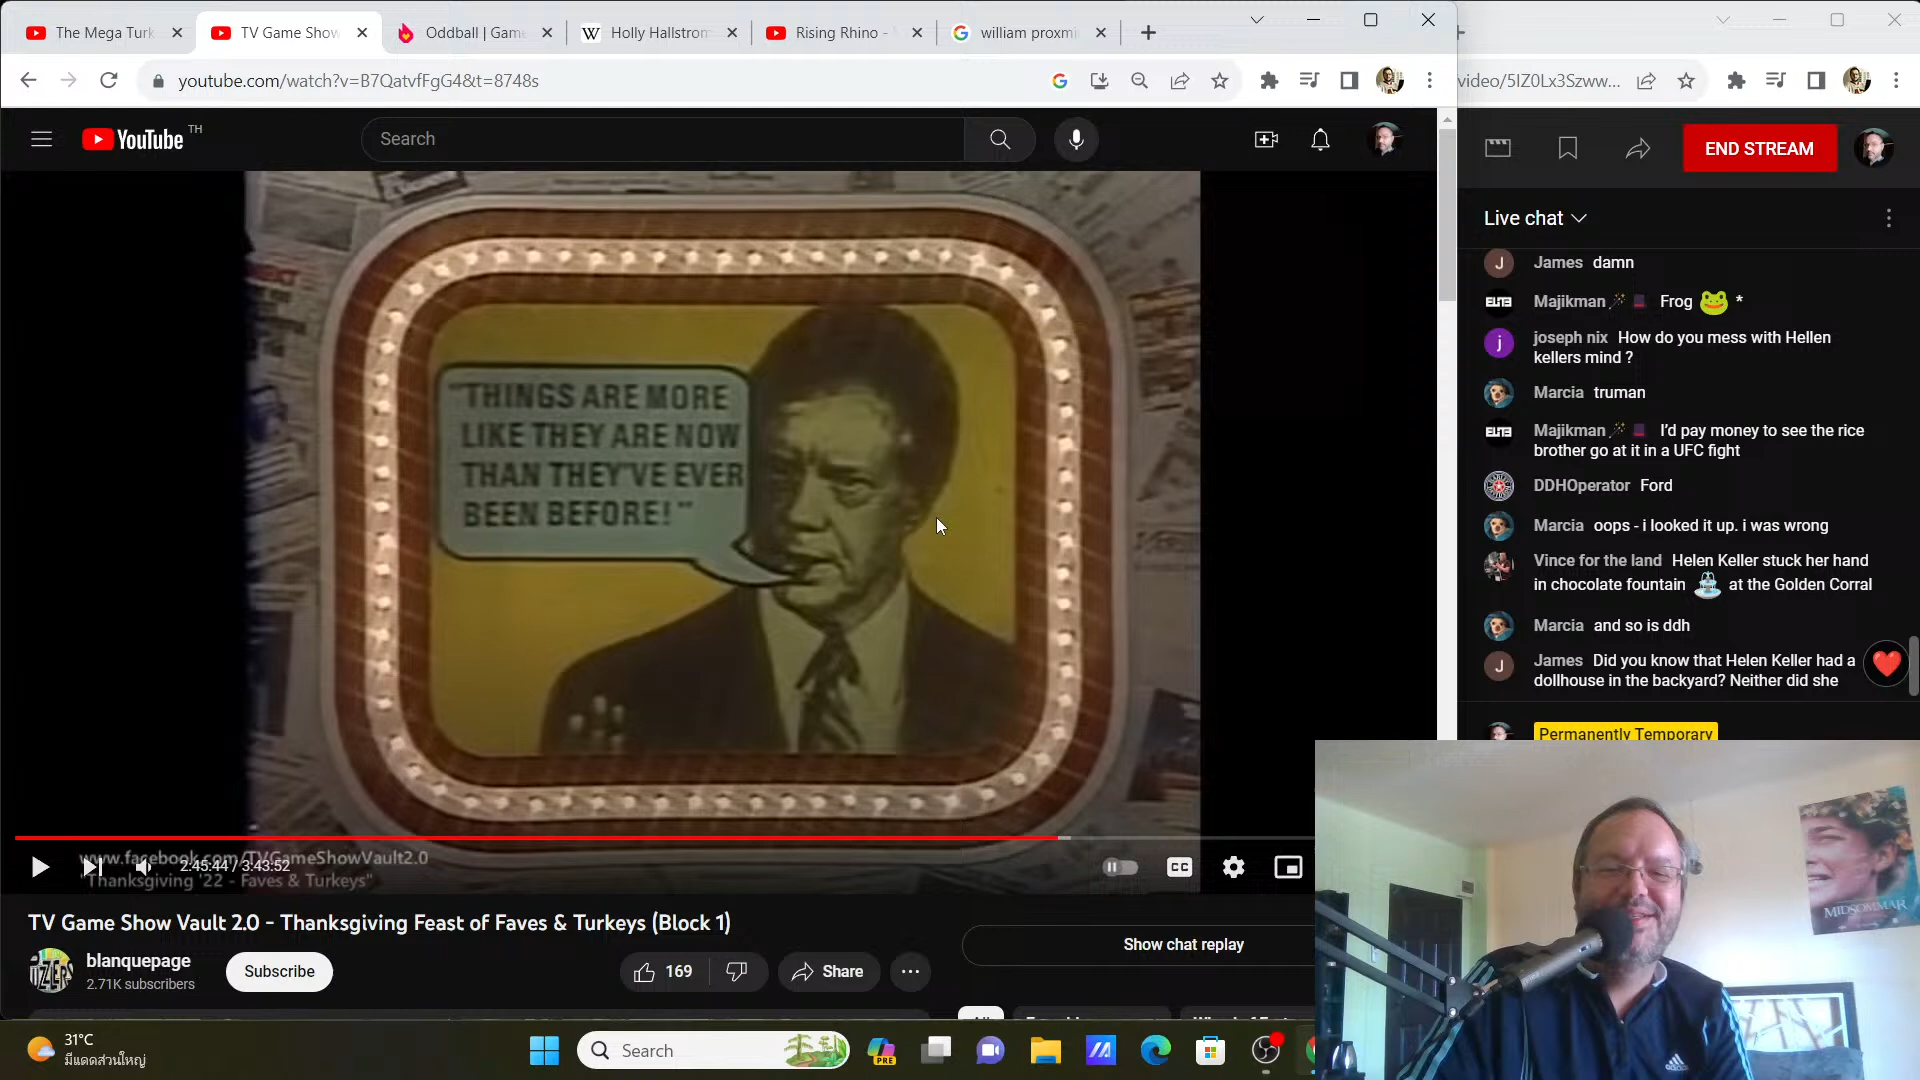 The Mega Turk
TV Game Show
Oddball | Game
Holly Hallstrom
Rising Rhino -
william proxmi
youtube.com/watch?v=B7QatvfFgG4&t=8748s
video/5IZ0Lx3Szww...
YouTube TH
Search
END STREAM
Live chat
James damn
Majikman Frog 🐸 *
joseph nix How do you mess with Hellen
kellers mind ?
Marcia truman
Majikman I'd pay money to see the rice
brother go at it in a UFC fight
DDHOperator Ford
Marcia oops - i looked it up. i was wrong
Vince for the land Helen Keller stuck her hand
in chocolate fountain ⛲ at the Golden Corral
Marcia and so is ddh
James Did you know that Helen Keller had a
dollhouse in the backyard? Neither did she
Permanently Temporary
"THINGS ARE MORE
LIKE THEY ARE NOW
THAN THEY'VE EVER
BEEN BEFORE!"
www.facebook.com/TVGameShowVault2.0
2:45:44 / 3:43:52
"Thanksgiving '22 - Faves & Turkeys"
CC
TV Game Show Vault 2.0 - Thanksgiving Feast of Faves & Turkeys (Block 1)
blanquepage
2.71K subscribers
Subscribe
169
Share
Show chat replay
MIDSOMMAR
31°C
มีแดดส่วนใหญ่
Search
PRE